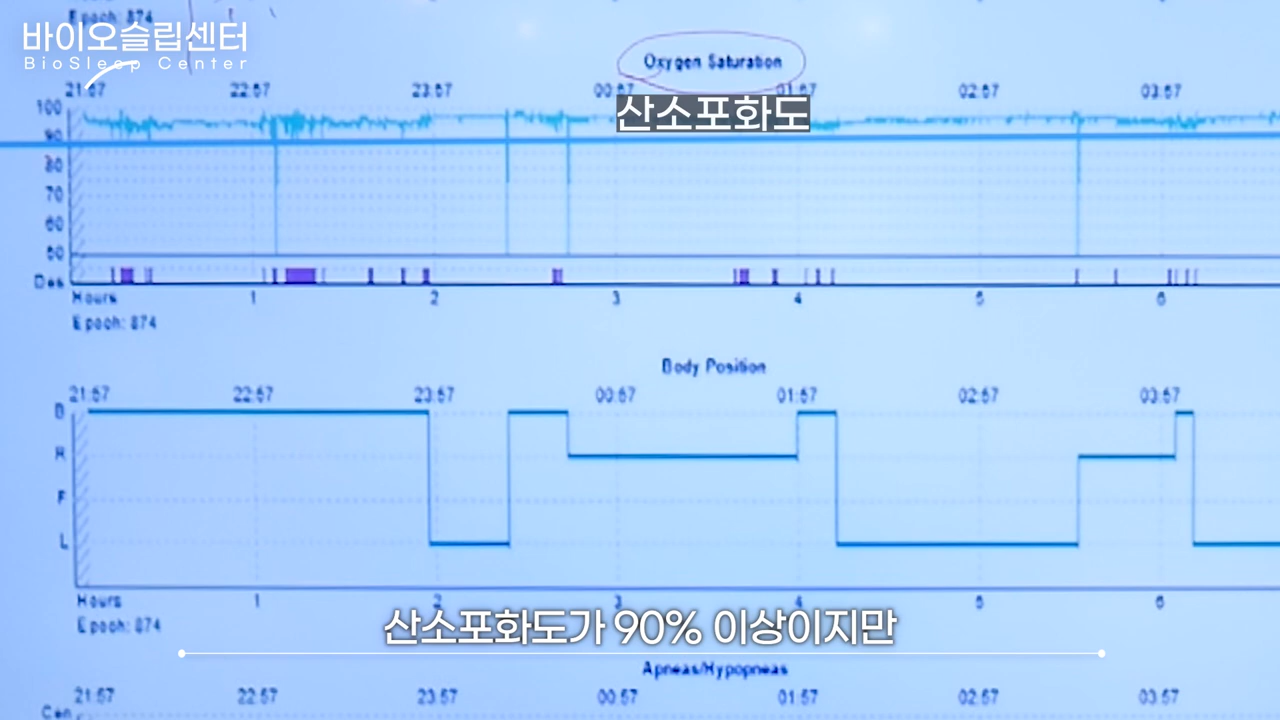 Epoch: 874
바이오슬립센터
BioSleep Center
Oxygen Saturation
21:57 22:57 23:57 00:57 01:57 02:57 03:57
산소포화도
100
90
80
70
60
50
Des
Hours 1 2 3 4 5 6
Epoch: 874
Body Position
21:57 22:57 23:57 00:57 01:57 02:57 03:57
B
R
F
L
Hours 1 2 3 5 6
Epoch: 874
산소포화도가 90% 이상이지만
Apneas/Hypopneas
21:57 22:57 23:57 00:57 01:57 02:57 03:57
Cen